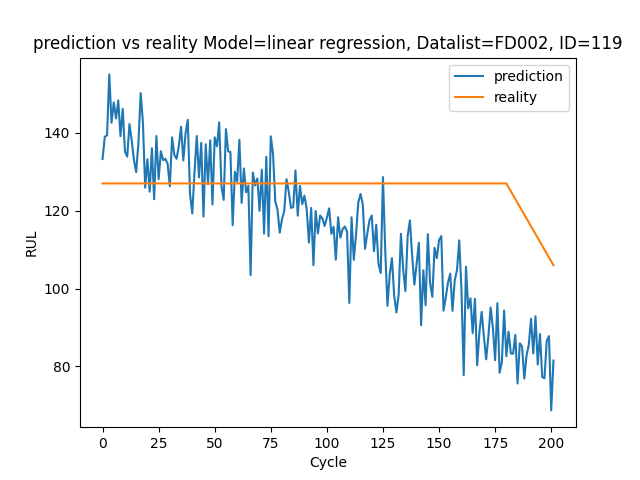 prediction vs reality Model=linear regression, Datalist=FD002, ID=119
prediction
reality
140
120
100
80
RUL
0
25
50
75
100
125
150
175
200
Cycle